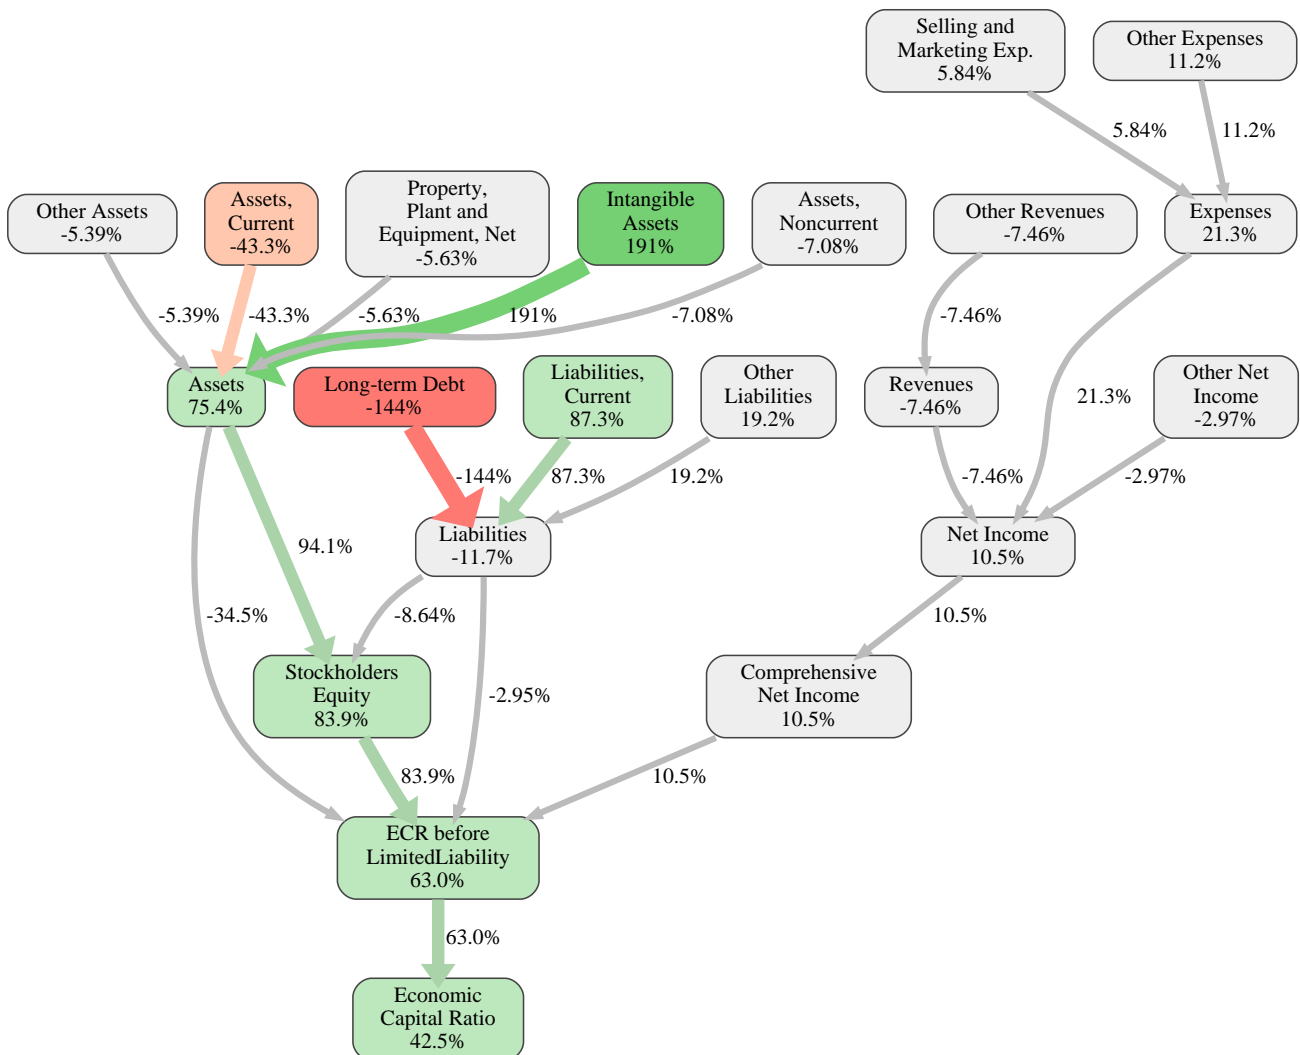 Selling and
Marketing Exp.
5.84%
Other Expenses
11.2%
5.84%
11.2%
Other Assets
-5.39%
Assets,
Current
-43.3%
Property,
Plant and
Equipment, Net
-5.63%
Intangible
Assets
191%
Assets,
Noncurrent
-7.08%
Other Revenues
-7.46%
Expenses
21.3%
-5.39%
-43.3%
-5.63%
191%
-7.08%
-7.46%
Assets
75.4%
Long-term Debt
-144%
Liabilities,
Current
87.3%
Other
Liabilities
19.2%
Revenues
-7.46%
21.3%
Other Net
Income
-2.97%
-144%
87.3%
19.2%
-7.46%
-2.97%
94.1%
Liabilities
-11.7%
Net Income
10.5%
-34.5%
-8.64%
10.5%
Stockholders
Equity
83.9%
-2.95%
Comprehensive
Net Income
10.5%
83.9%
10.5%
ECR before
LimitedLiability
63.0%
63.0%
Economic
Capital Ratio
42.5%